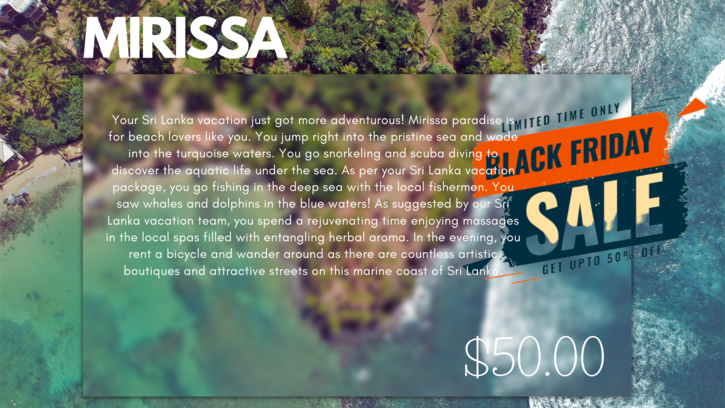 MIRISSA
Your Sri Lanka vacation just got more adventurous! Mirissa paradise is
for beach lovers like you. You jump right into the pristine sea and wade
into the turquoise waters. You go snorkeling and scuba diving to
discover the aquatic life under the sea. As per your Sri Lanka vacation
package, you go fishing in the deep sea with the local fishermen. You
saw whales and dolphins in the blue waters! As suggested by our Sri
Lanka vacation team, you spend a rejuvenating time enjoying massages
in the local spas filled with entangling herbal aroma. In the evening, you
rent a bicycle and wander around as there are countless artistic
boutiques and attractive streets on this marine coast of Sri Lanka.
LIMITED TIME ONLY
BLACK FRIDAY
SALE
GET UPTO 50% OFF
$50.00